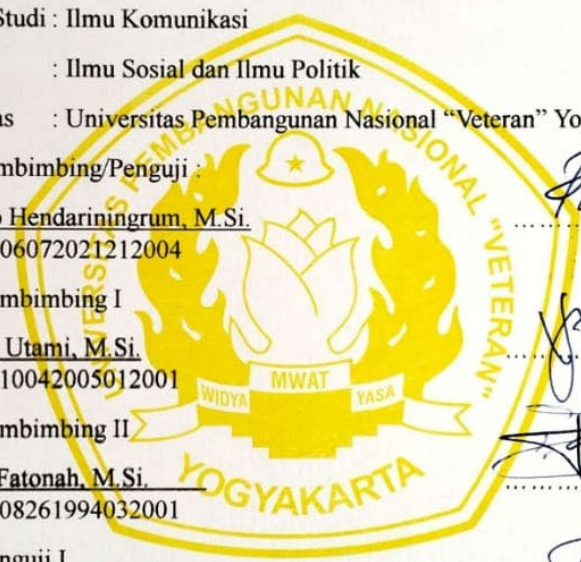 Studi : Ilmu Komunikasi
: Ilmu Sosial dan Ilmu Politik
as : Universitas Pembangunan Nasional “Veteran” Yo
mbimbing/Penguji :
o Hendariningrum, M.Si.
06072021212004
mbimbing I
Utami, M.Si.
10042005012001
mbimbing II
Fatonah, M.Si.
08261994032001
nguji I
UNIVERSITAS PEMBANGUNAN NASIONAL "VETERAN"
WIDYA MWAT YASA
YOGYAKARTA